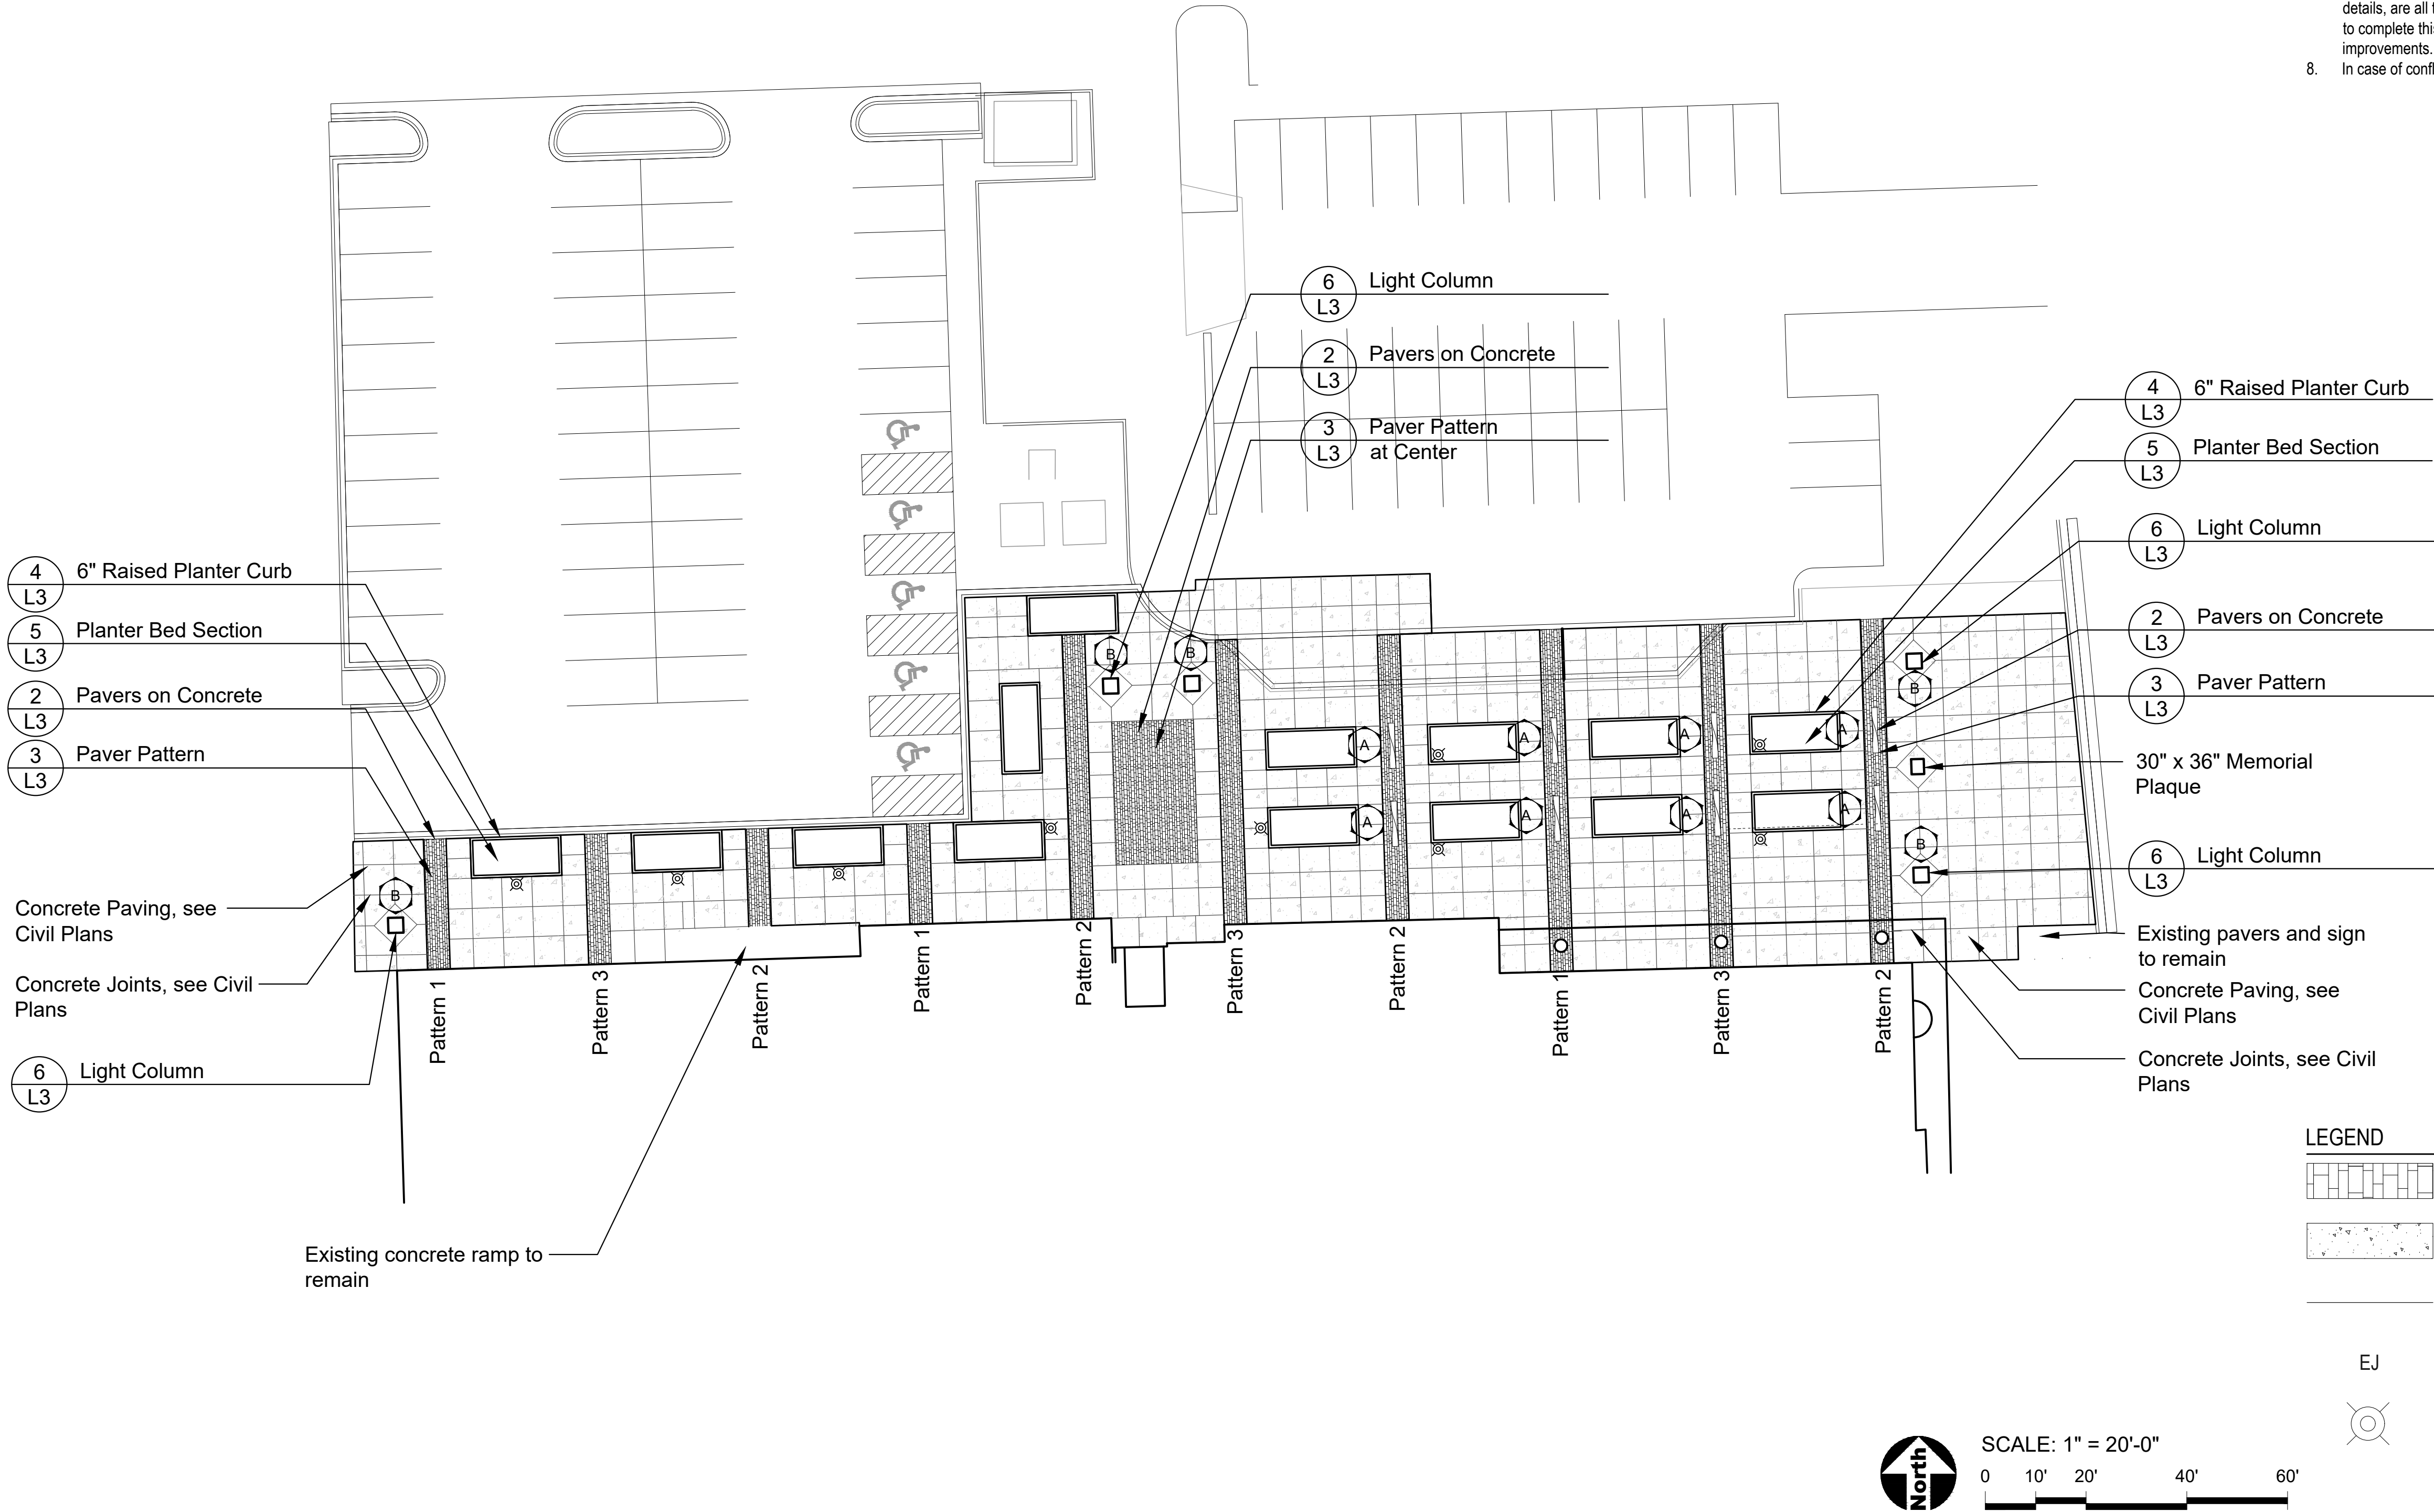 details, are all
to complete
improvements.
8. In case of
6
L3
Light Column
2
L3
Pavers on Concrete
3
L3
Paver Pattern
at Center
4
L3
6" Raised Planter Curb
5
L3
Planter Bed Section
6
L3
Light Column
2
L3
Pavers on Concrete
3
L3
Paver Pattern
30" x 36" Memorial
Plaque
6
L3
Light Column
Existing pavers and sign
to remain
Concrete Paving, see
Civil Plans
Concrete Joints, see Civil
Plans
4
L3
6" Raised Planter Curb
5
L3
Planter Bed Section
2
L3
Pavers on Concrete
3
L3
Paver Pattern
Concrete Paving, see
Civil Plans
Concrete Joints, see Civil
Plans
6
L3
Light Column
Existing concrete ramp to
remain
B
B
B
B
B
A
A
A
A
A
A
A
A
Pattern 1
Pattern 3
Pattern 2
Pattern 1
Pattern 2
Pattern 3
Pattern 2
Pattern 1
Pattern 3
Pattern 2
LEGEND
EJ
North
SCALE: 1" = 20'-0"
0 10' 20' 40' 60'